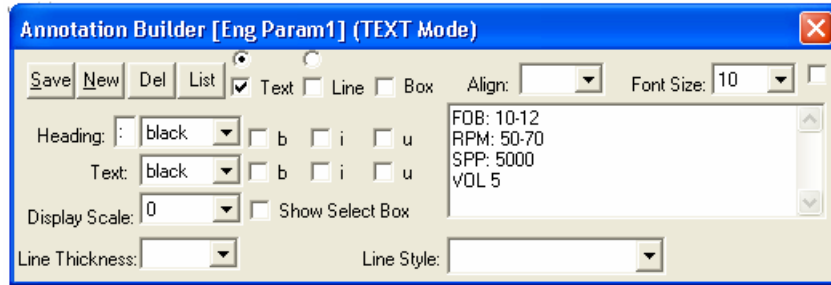 Annotation Builder [Eng Param1] (TEXT Mode)
Save New Del List Text Line Box Align: Font Size: 10
Heading: : black b i u
Text: black b i u
Display Scale: 0 Show Select Box
Line Thickness: Line Style:
FOB: 10-12
RPM: 50-70
SPP: 5000
VOL 5